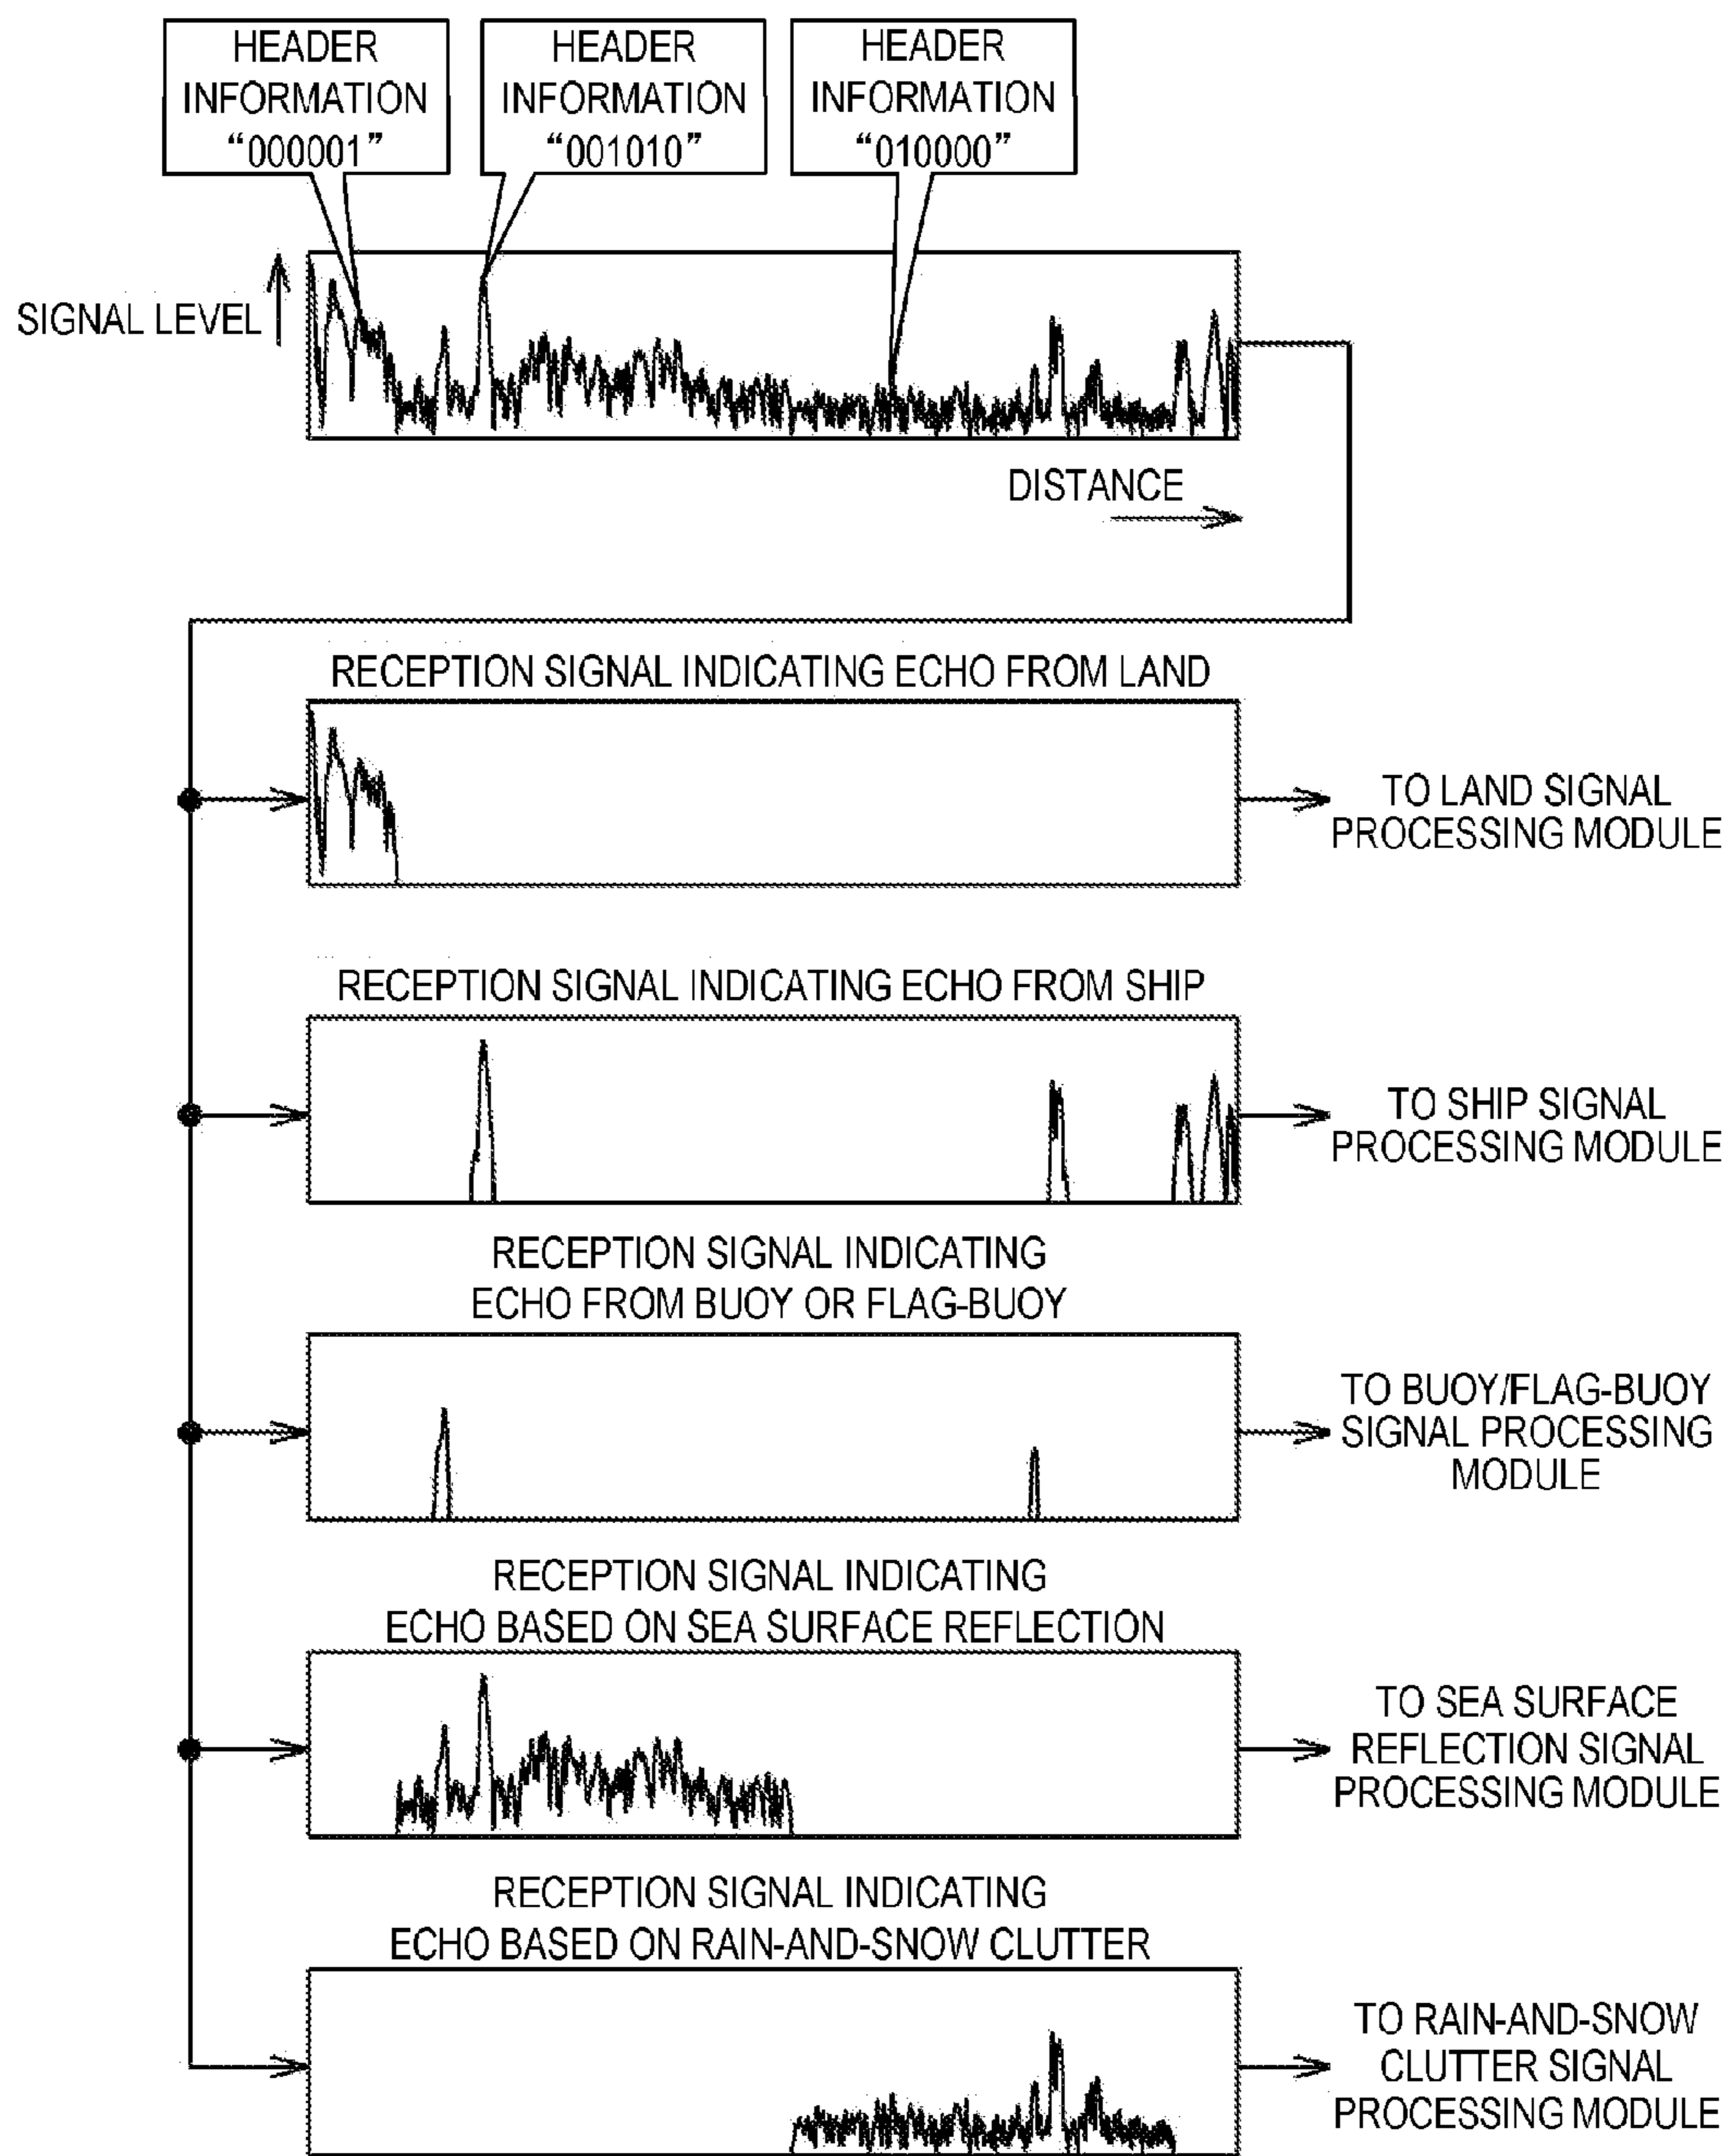 HEADER
INFORMATION
“000001”
HEADER
INFORMATION
“001010”
HEADER
INFORMATION
“010000”
SIGNAL LEVEL
DISTANCE
RECEPTION SIGNAL INDICATING ECHO FROM LAND
TO LAND SIGNAL
PROCESSING MODULE
RECEPTION SIGNAL INDICATING ECHO FROM SHIP
TO SHIP SIGNAL
PROCESSING MODULE
RECEPTION SIGNAL INDICATING
ECHO FROM BUOY OR FLAG-BUOY
TO BUOY/FLAG-BUOY
SIGNAL PROCESSING
MODULE
RECEPTION SIGNAL INDICATING
ECHO BASED ON SEA SURFACE REFLECTION
TO SEA SURFACE
REFLECTION SIGNAL
PROCESSING MODULE
RECEPTION SIGNAL INDICATING
ECHO BASED ON RAIN-AND-SNOW CLUTTER
TO RAIN-AND-SNOW
CLUTTER SIGNAL
PROCESSING MODULE